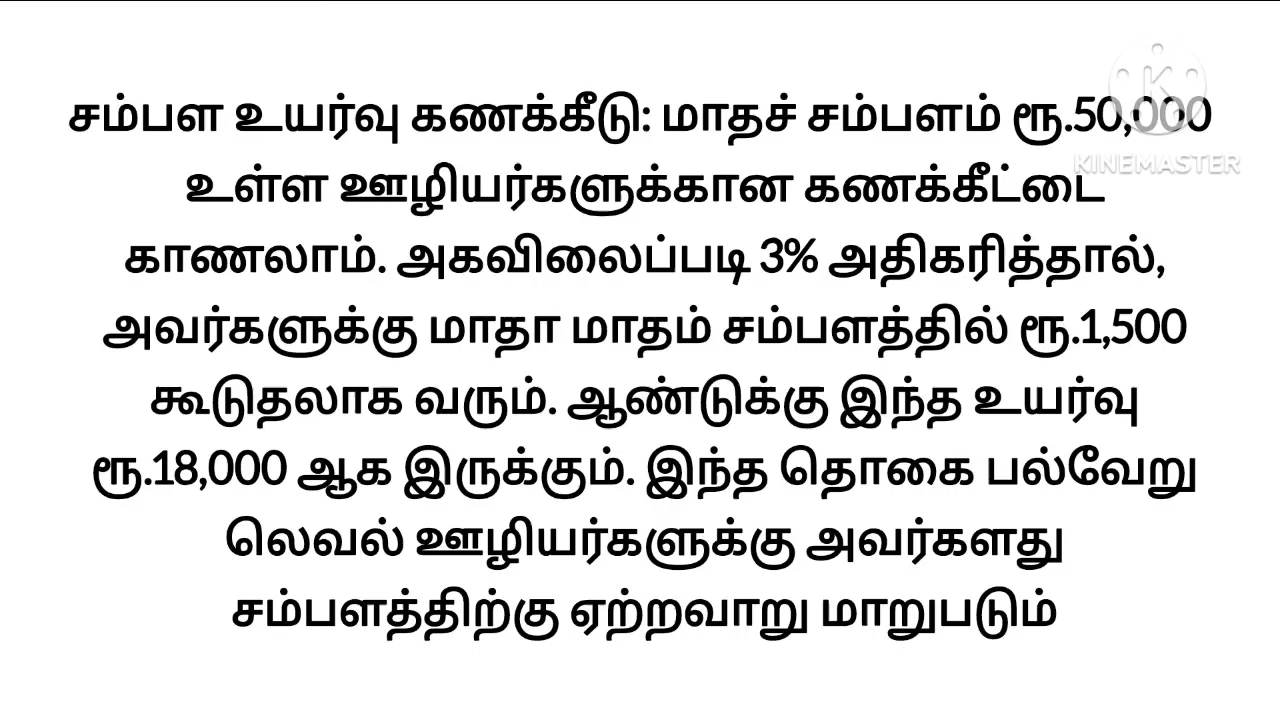 சம்பள உயர்வு கணக்கீடு: மாதச் சம்பளம் ரூ.50,000
உள்ள ஊழியர்களுக்கான கணக்கீட்டை
காணலாம். அகவிலைப்படி 3% அதிகரித்தால்,
அவர்களுக்கு மாதா மாதம் சம்பளத்தில் ரூ.1,500
கூடுதலாக வரும். ஆண்டுக்கு இந்த உயர்வு
ரூ.18,000 ஆக இருக்கும். இந்த தொகை பல்வேறு
லெவல் ஊழியர்களுக்கு அவர்களது
சம்பளத்திற்கு ஏற்றவாறு மாறுபடும்
K
KINEMASTER